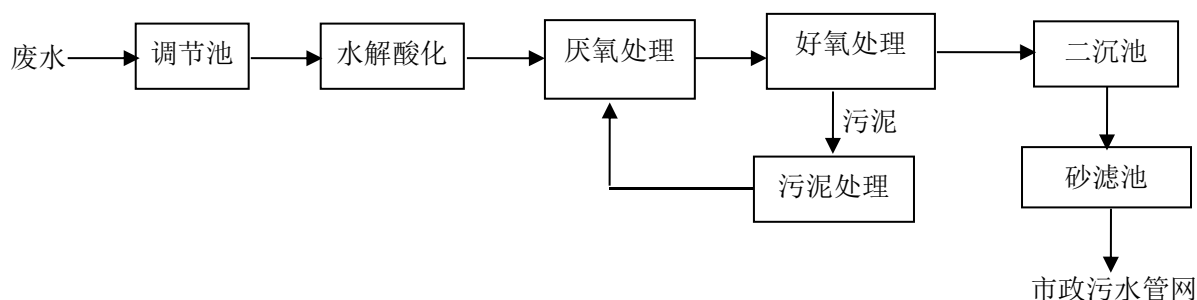 废水
调节池
水解酸化
厌氧处理
好氧处理
二沉池
污泥
污泥处理
砂滤池
市政污水管网